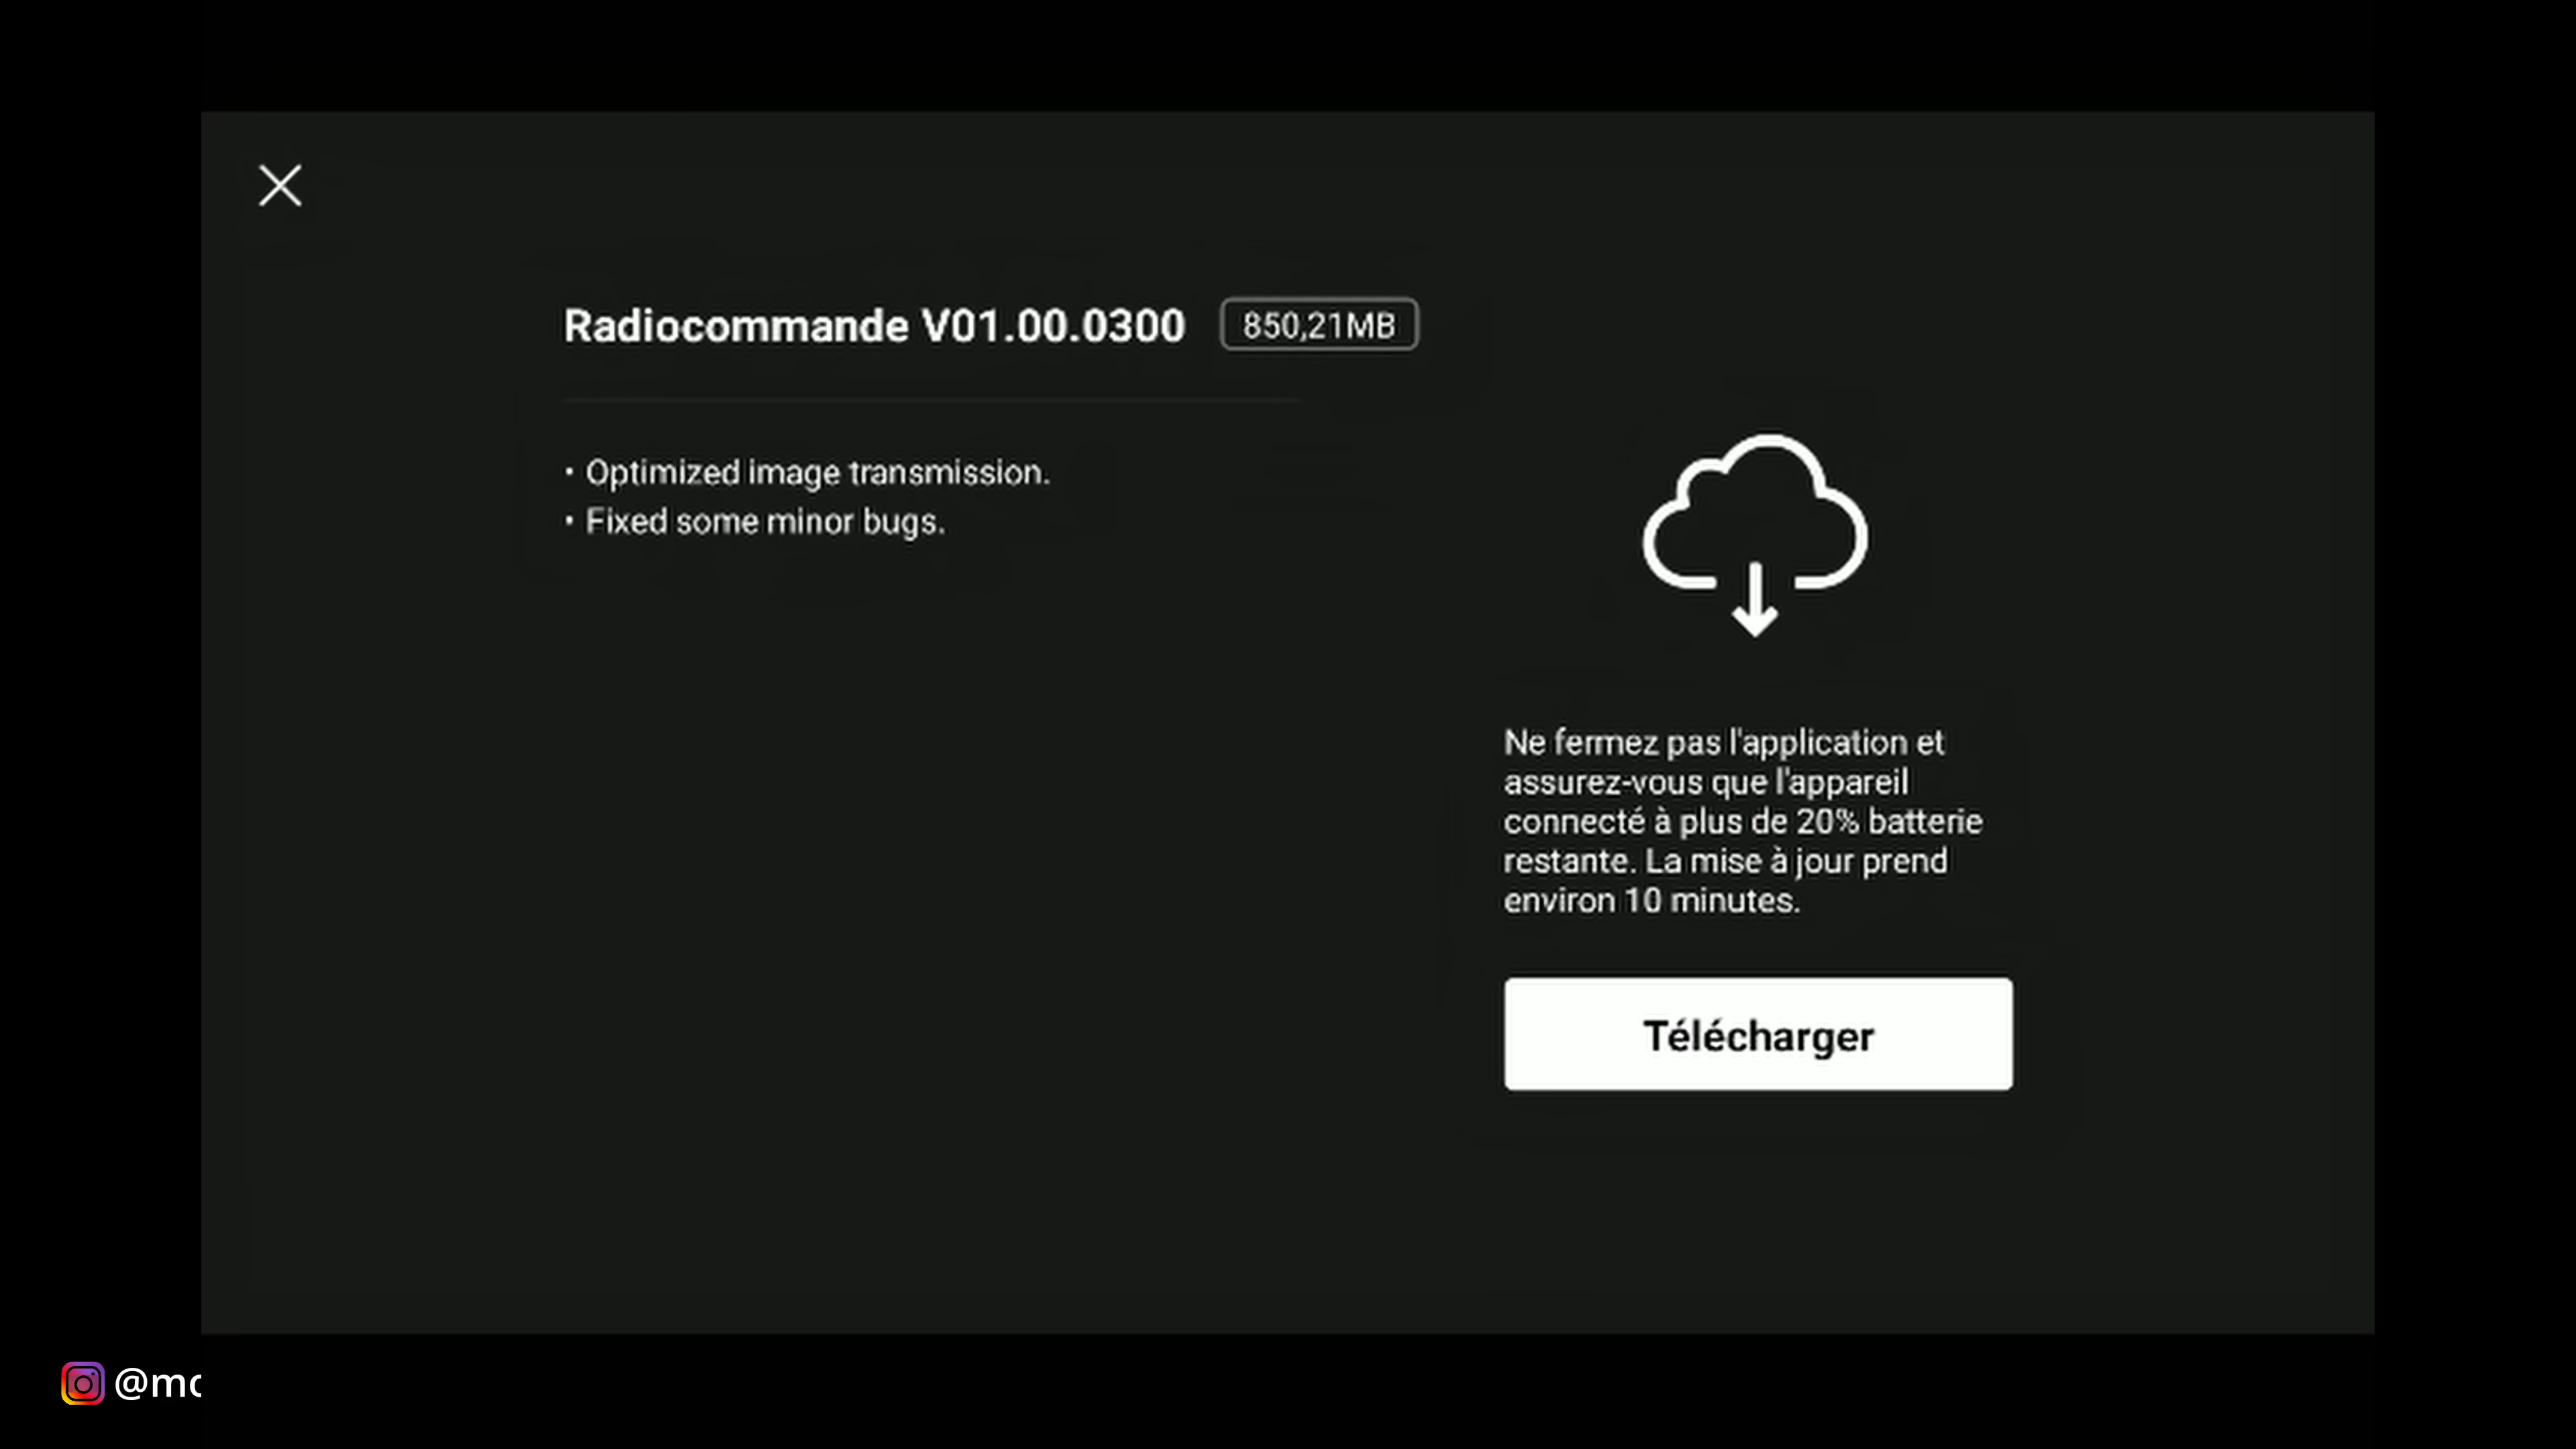 Radiocommande V01.00.0300
850,21MB
• Optimized image transmission.
• Fixed some minor bugs.
Ne fermez pas l'application et
assurez-vous que l'appareil
connecté à plus de 20% batterie
restante. La mise à jour prend
environ 10 minutes.
Télécharger